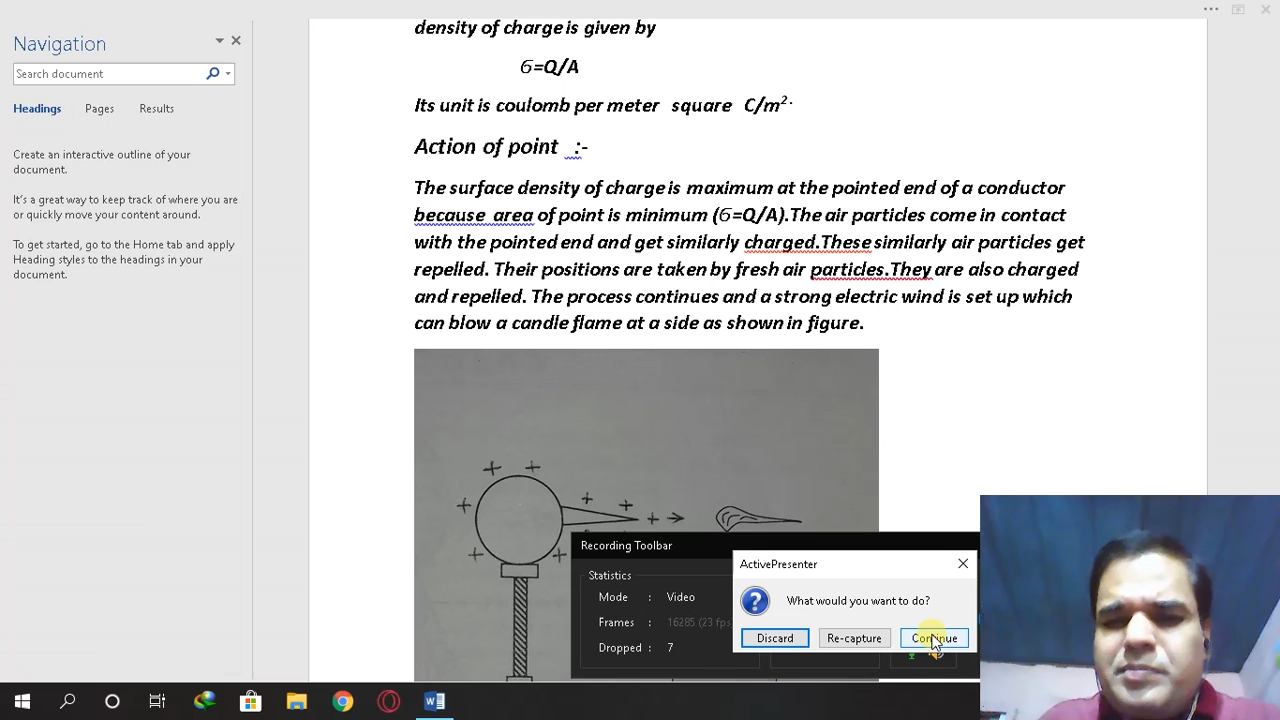 Navigation
Search document
Headings Pages Results
Create an interactive outline of your
document.
It's a great way to keep track of where you are
or quickly move your content around.
To get started, go to the Home tab and apply
Heading styles to the headings in your
document.
density of charge is given by
б=Q/A
Its unit is coulomb per meter square C/m².
Action of point :-
The surface density of charge is maximum at the pointed end of a conductor
because area of point is minimum (б=Q/A).The air particles come in contact
with the pointed end and get similarly charged.These similarly air particles get
repelled. Their positions are taken by fresh air particles.They are also charged
and repelled. The process continues and a strong electric wind is set up which
can blow a candle flame at a side as shown in figure.
Recording Toolbar
Statistics
Mode : Video
Frames : 16285 (23 fps
Dropped : 7
ActivePresenter
What would you want to do?
Discard Re-capture Continue